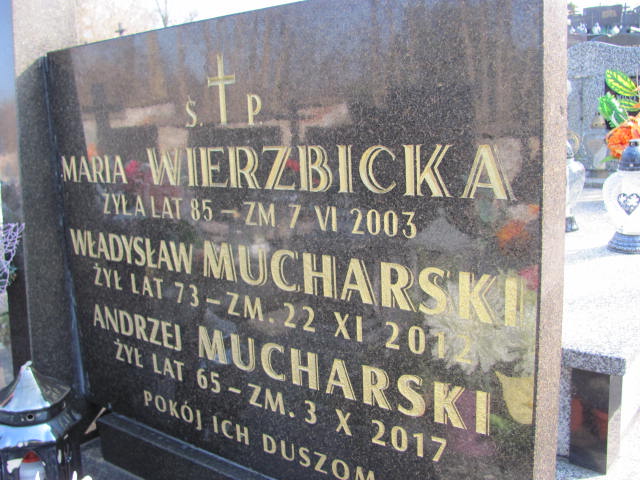 Ś. P
MARIA WIERZBICKA
ŻYŁA LAT 85 – ZM 7 VI 2003
WŁADYSŁAW MUCHARSKI
ŻYŁ LAT 73 – ZM. 22 XI 2012
ANDRZEJ MUCHARSKI
ŻYŁ LAT 65 – ZM. 3 X 2017
POKÓJ ICH DUSZOM